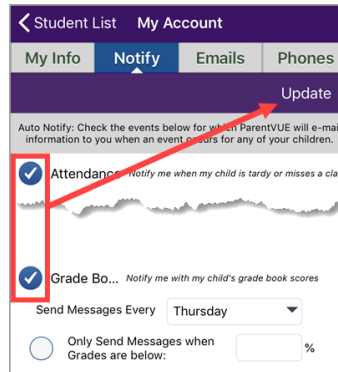 Student List My Account
My Info Notify Emails Phones
Update
Auto Notify: Check the events below for which ParentVUE will e-mai
information to you when an event occurs for any of your children.
Attendance Notify me when my child is tardy or misses a cla
Grade Bo... Notify me with my child's grade book scores
Send Messages Every Thursday
Only Send Messages when
Grades are below: %